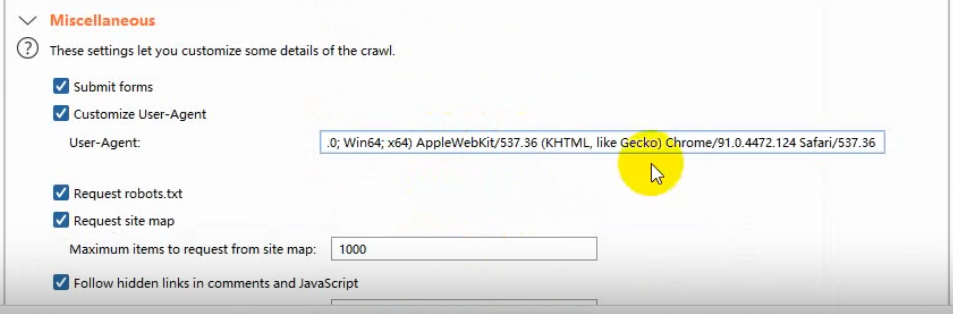 Miscellaneous
These settings let you customize some details of the crawl.
Submit forms
Customize User-Agent
User-Agent: .0; Win64; x64) AppleWebKit/537.36 (KHTML, like Gecko) Chrome/91.0.4472.124 Safari/537.36
Request robots.txt
Request site map
Maximum items to request from site map: 1000
Follow hidden links in comments and JavaScript